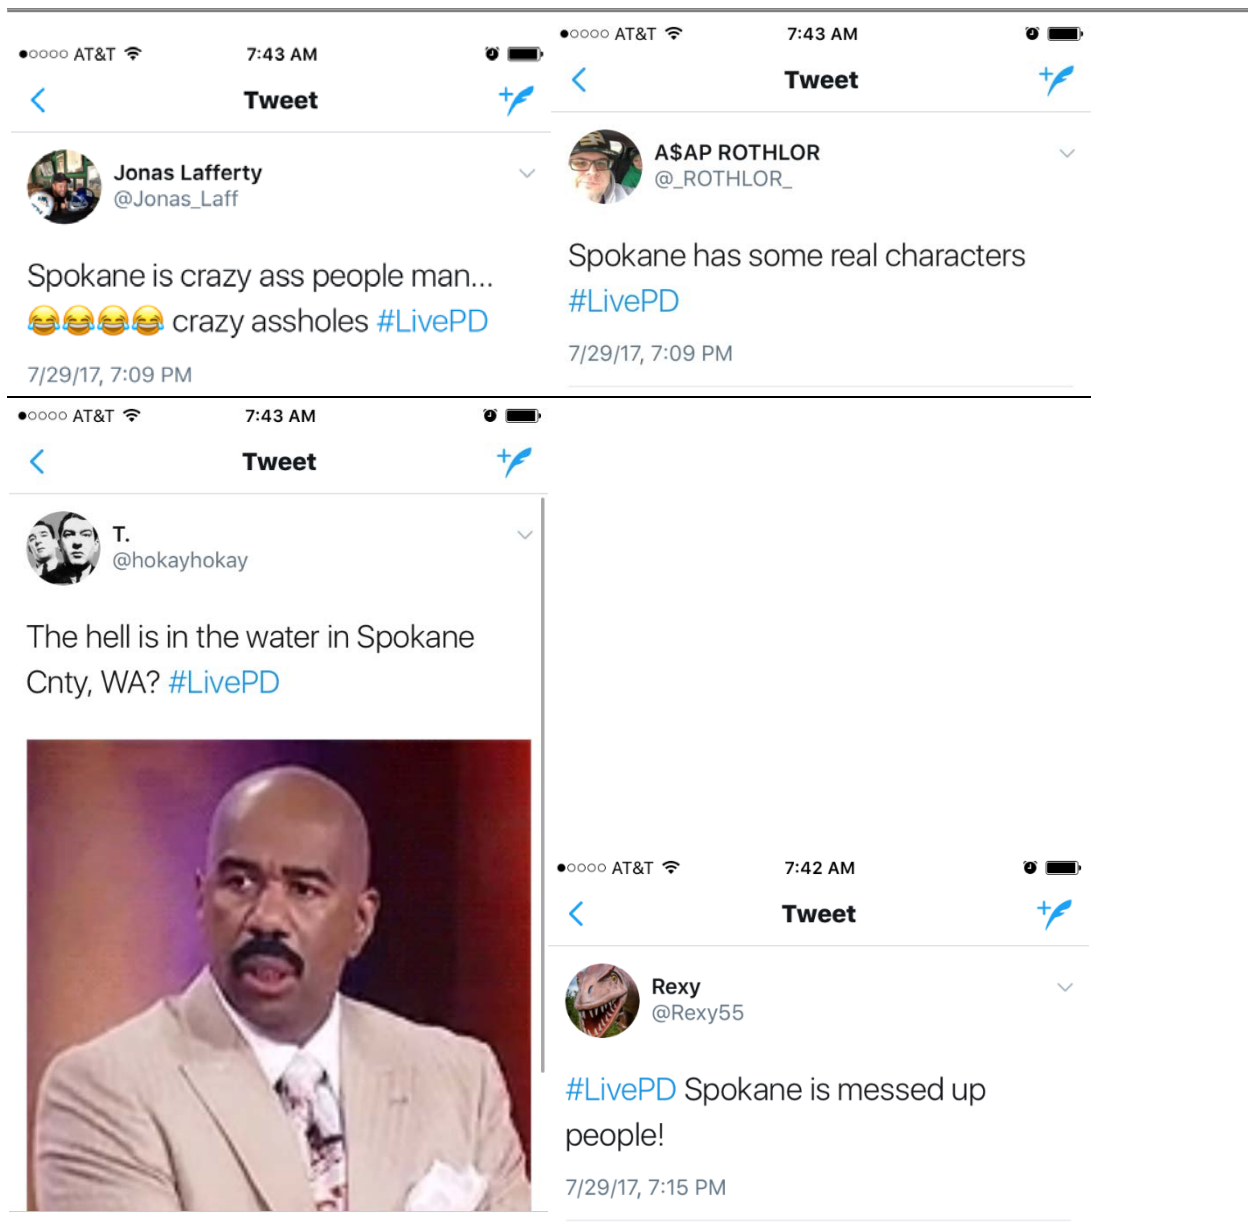 AT&T 7:43 AM
Tweet
Jonas Lafferty
@Jonas_Laff
Spokane is crazy ass people man...
😂😂😂😂 crazy assholes #LivePD
7/29/17, 7:09 PM
AT&T 7:43 AM
Tweet
A$AP ROTHLOR
@_ROTHLOR_
Spokane has some real characters
#LivePD
7/29/17, 7:09 PM
AT&T 7:43 AM
Tweet
T.
@hokayhokay
The hell is in the water in Spokane
Cnty, WA? #LivePD
AT&T 7:42 AM
Tweet
Rexy
@Rexy55
#LivePD Spokane is messed up
people!
7/29/17, 7:15 PM